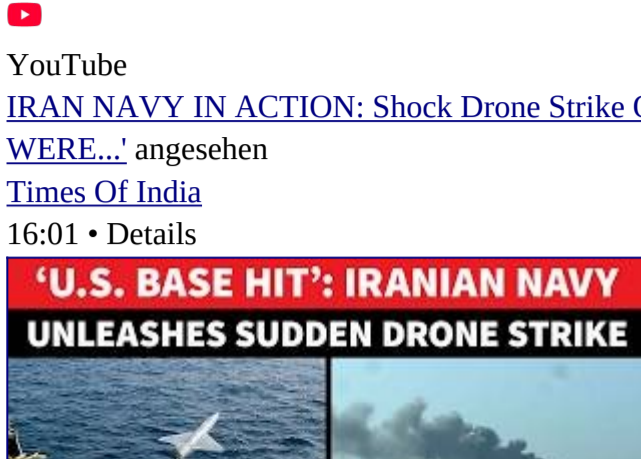 YouTube
IRAN NAVY IN ACTION: Shock Drone Strike
WERE...' angesehen
Times Of India
16:01 • Details
‘U.S. BASE HIT’: IRANIAN NAVY
UNLEASHES SUDDEN DRONE STRIKE